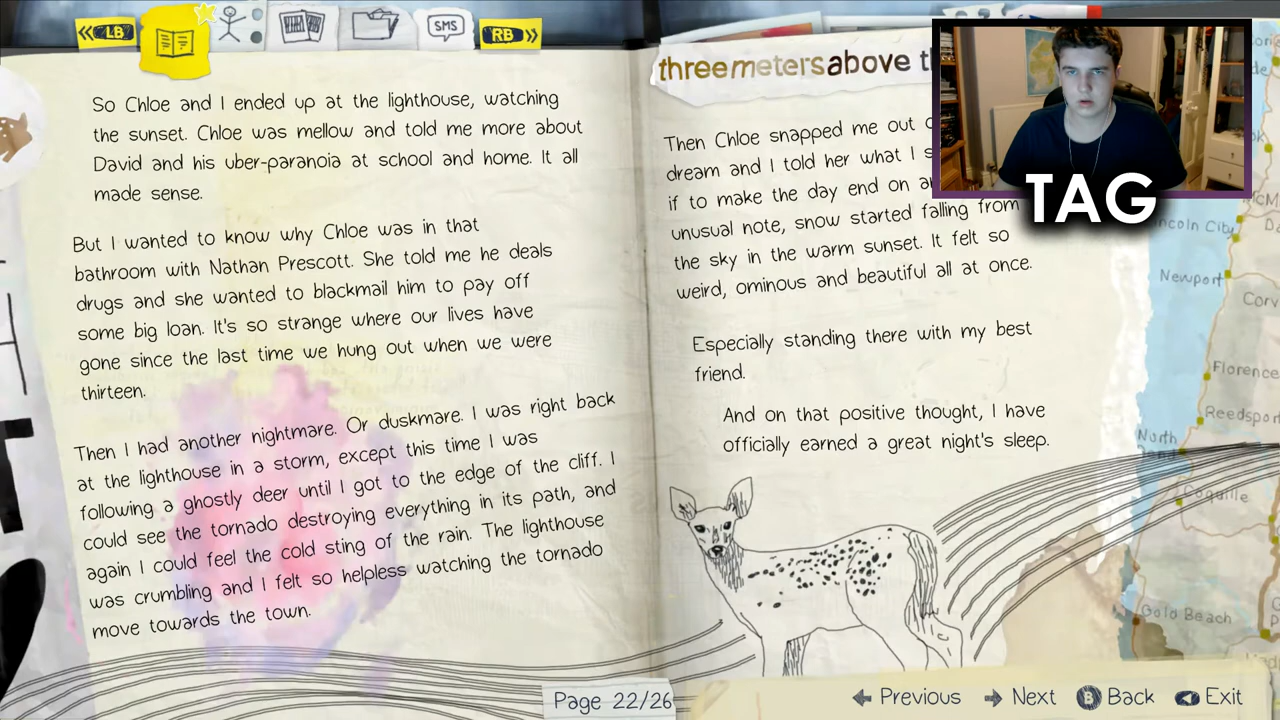 LB
SMS
RB
So Chloe and I ended up at the lighthouse, watching
the sunset. Chloe was mellow and told me more about
David and his uber-paranoia at school and home. It all
made sense.
But I wanted to know why Chloe was in that
bathroom with Nathan Prescott. She told me he deals
drugs and she wanted to blackmail him to pay off
some big loan. It's so strange where our lives have
gone since the last time we hung out when we were
thirteen.
Then I had another nightmare. Or duskmare. I was right back
at the lighthouse in a storm, except this time I was
following a ghostly deer until I got to the edge of the cliff. I
could see the tornado destroying everything in its path, and
again I could feel the cold sting of the rain. The lighthouse
was crumbling and I felt so helpless watching the tornado
move towards the town.
threemetersabove
Then Chloe snapped me out
dream and I told her what I
if to make the day end on
unusual note, snow started falling from
the sky in the warm sunset. It felt so
weird, ominous and beautiful all at once.
Especially standing there with my best
friend.
And on that positive thought, I have
officially earned a great night's sleep.
TAG
Lincoln City
Newport
Florence
Reedsport
North
Coquille
Gold Beach
Page 22/26
Previous
Next
B Back
Exit